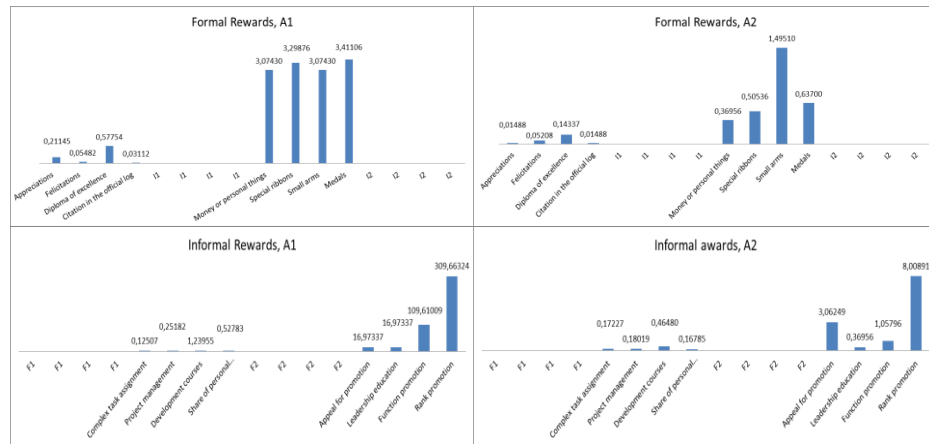 Formal Rewards, A1
0,21145
0,05482
0,57754
0,03112
3,07430
3,29876
3,07430
3,41106
Appreciations
Felicitations
Diploma of excellence
Citation in the official log
I1
I1
I1
I1
Money or personal things
Special ribbons
Small arms
Medals
I2
I2
I2
I2
Formal Rewards, A2
0,01488
0,05208
0,14337
0,01488
0,36956
0,50536
1,49510
0,63700
Appreciations
Felicitations
Diploma of excellence
Citation in the official log
I1
I1
I1
I1
Money or personal things
Special ribbons
Small arms
Medals
I2
I2
I2
I2
Informal Rewards, A1
0,12507
0,25182
1,23955
0,52783
16,97337
16,97337
109,61009
309,66324
F1
F1
F1
F1
Complex task assignment
Project management
Development courses
Share of personal...
F2
F2
F2
F2
Appeal for promotion
Leadership education
Function promotion
Rank promotion
Informal awards, A2
0,17227
0,18019
0,46480
0,16785
3,06249
0,36956
1,05796
8,00891
F1
F1
F1
F1
Complex task assignment
Project management
Development courses
Share of personal...
F2
F2
F2
F2
Appeal for promotion
Leadership education
Function promotion
Rank promotion